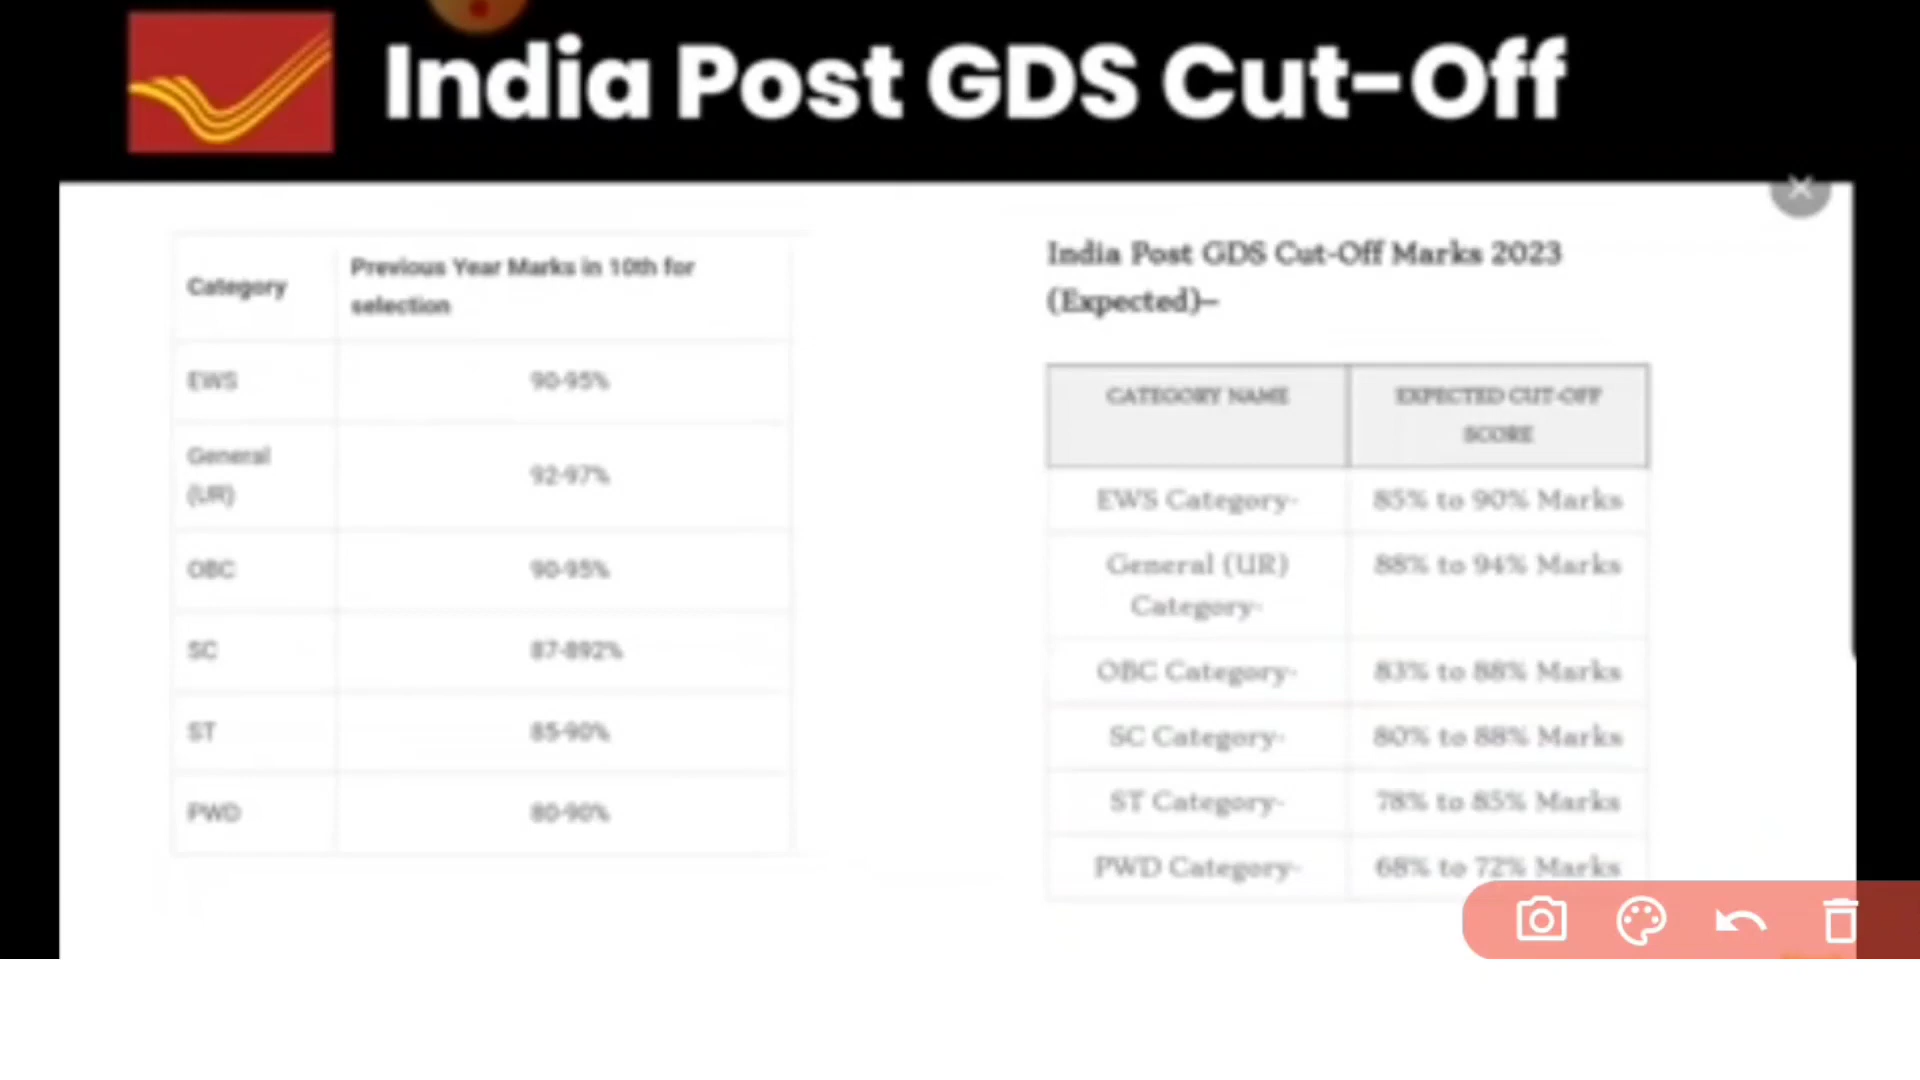 India Post GDS Cut-Off
Category
Previous Year Marks in 10th for
selection
EWS
90-95%
General
(UR)
92-97%
OBC
90-95%
SC
87-892%
ST
85-90%
PWD
80-90%
India Post GDS Cut-Off Marks 2023
(Expected)–
CATEGORY NAME
EXPECTED CUT-OFF
SCORE
EWS Category-
85% to 90% Marks
General (UR)
Category-
88% to 94% Marks
OBC Category-
83% to 88% Marks
SC Category-
80% to 88% Marks
ST Category-
78% to 85% Marks
PWD Category-
68% to 72% Marks